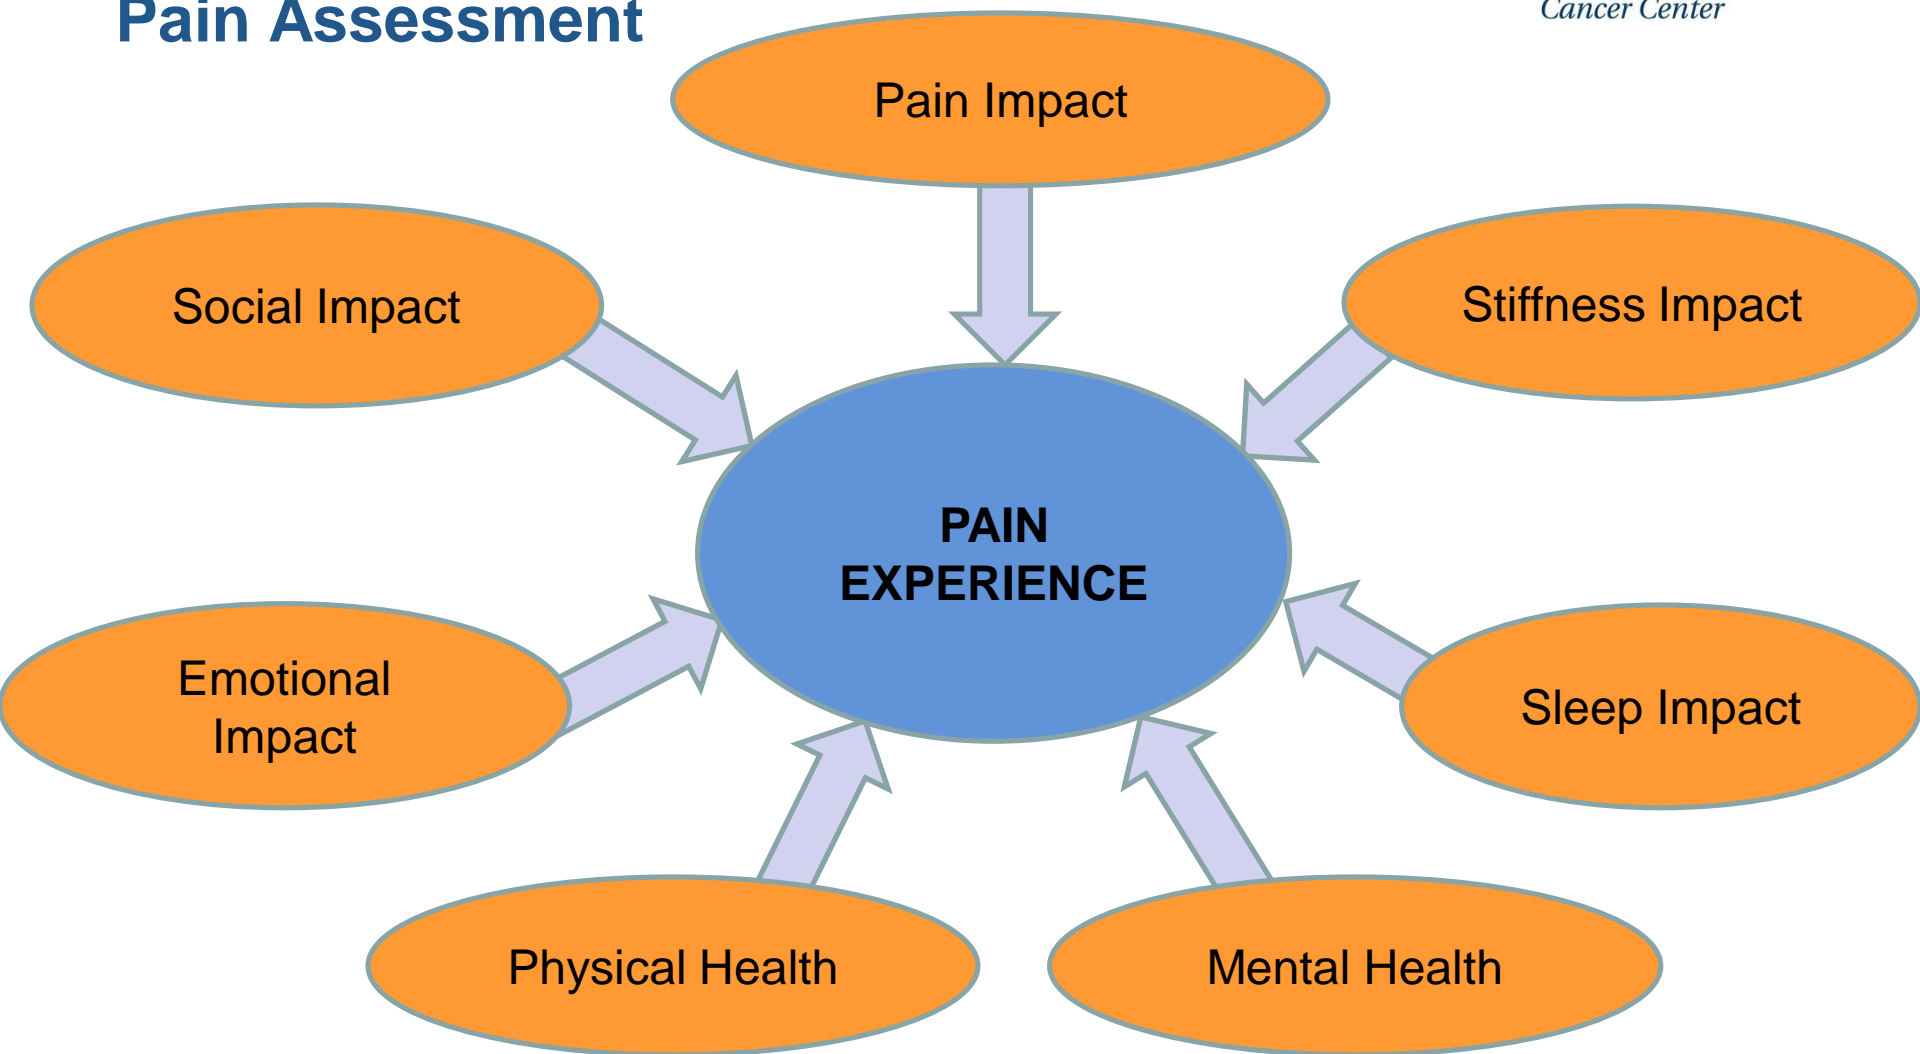 Pain Assessment
Cancer Center
Pain Impact
Social Impact
Stiffness Impact
PAIN
EXPERIENCE
Emotional
Impact
Sleep Impact
Physical Health
Mental Health